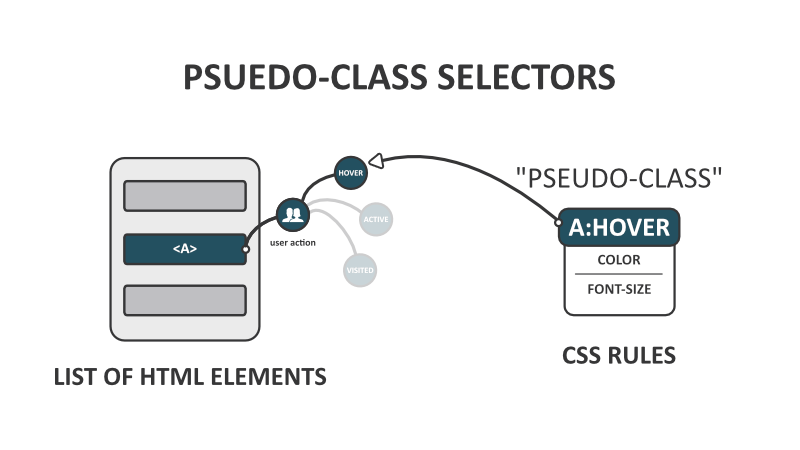 PSUEDO-CLASS SELECTORS
HOVER
"PSEUDO-CLASS"
ACTIVE
A:HOVER
<A>
user action
COLOR
VISITED
FONT-SIZE
CSS RULES
LIST OF HTML ELEMENTS